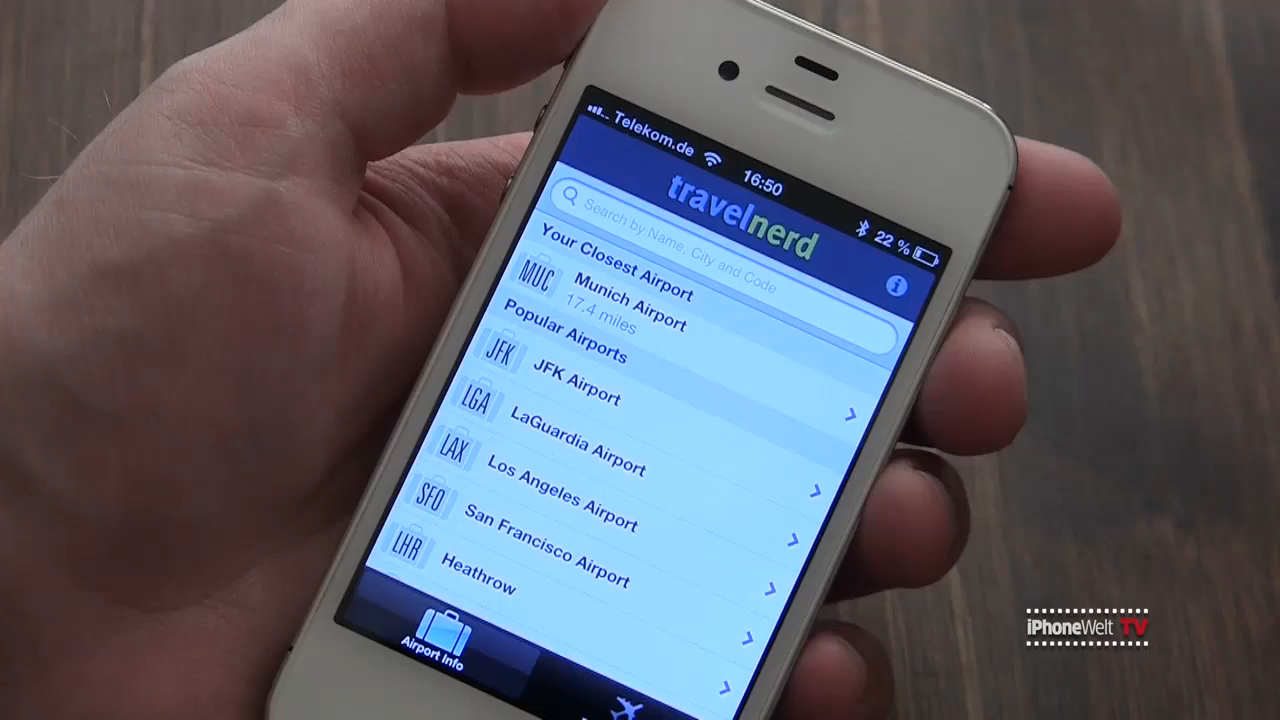 Telekom.de 16:50 22 %
travelnerd
Search by Name, City and Code
Your Closest Airport
MUC Munich Airport
17.4 miles
Popular Airports
JFK JFK Airport
LGA LaGuardia Airport
LAX Los Angeles Airport
SFO San Francisco Airport
LHR Heathrow
Airport Info
iPhoneWelt TV